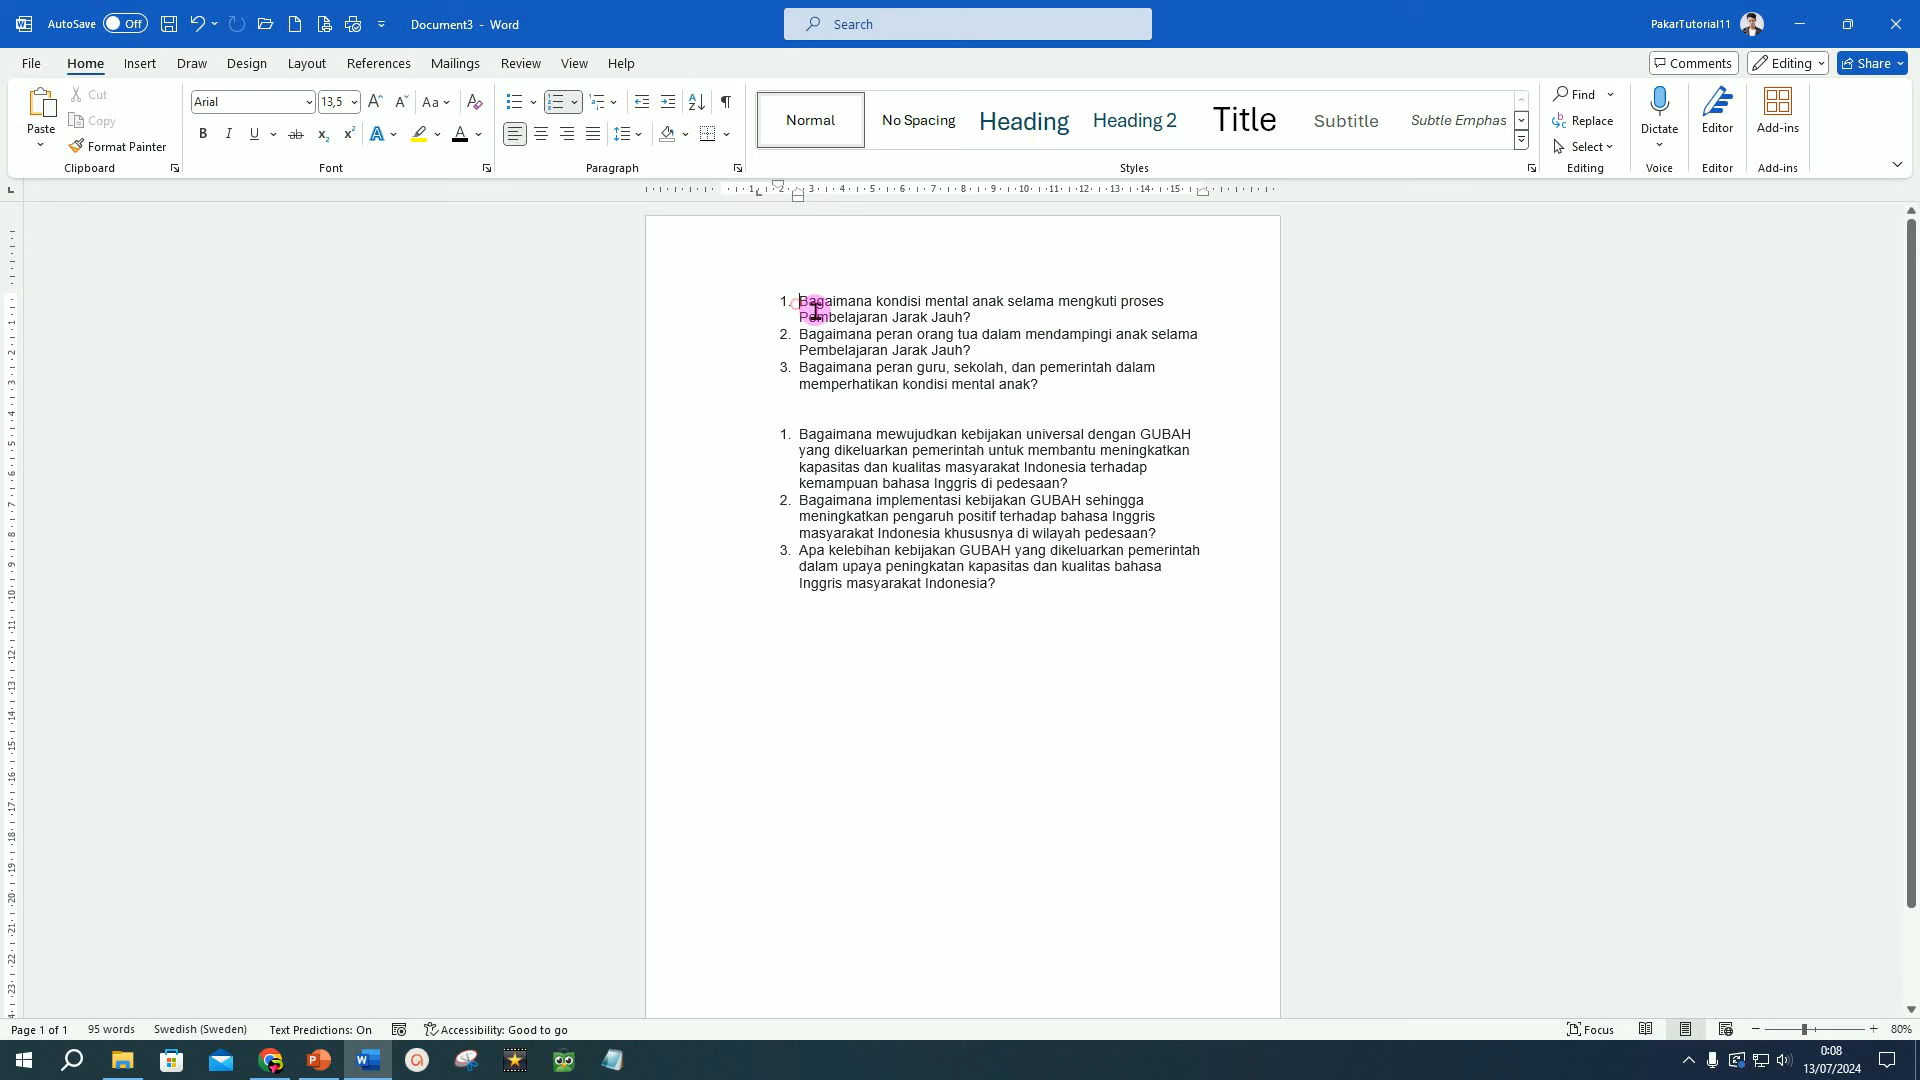 AutoSave Off Document3 - Word Search PakarTutorial11
File Home Insert Draw Design Layout References Mailings Review View Help Comments Editing Share
Paste Cut Copy Format Painter Clipboard
Arial 13,5 Font
Paragraph
Normal No Spacing Heading Heading 2 Title Subtitle Subtle Emphas Styles
Find Replace Select Editing
Dictate Voice
Editor Editor
Add-ins Add-ins
1. Bagaimana kondisi mental anak selama mengkuti proses
Pembelajaran Jarak Jauh?
2. Bagaimana peran orang tua dalam mendampingi anak selama
Pembelajaran Jarak Jauh?
3. Bagaimana peran guru, sekolah, dan pemerintah dalam
memperhatikan kondisi mental anak?
1. Bagaimana mewujudkan kebijakan universal dengan GUBAH
yang dikeluarkan pemerintah untuk membantu meningkatkan
kapasitas dan kualitas masyarakat Indonesia terhadap
kemampuan bahasa Inggris di pedesaan?
2. Bagaimana implementasi kebijakan GUBAH sehingga
meningkatkan pengaruh positif terhadap bahasa Inggris
masyarakat Indonesia khususnya di wilayah pedesaan?
3. Apa kelebihan kebijakan GUBAH yang dikeluarkan pemerintah
dalam upaya peningkatan kapasitas dan kualitas bahasa
Inggris masyarakat Indonesia?
Page 1 of 1 95 words Swedish (Sweden) Text Predictions: On Accessibility: Good to go Focus 80%
0:08
13/07/2024